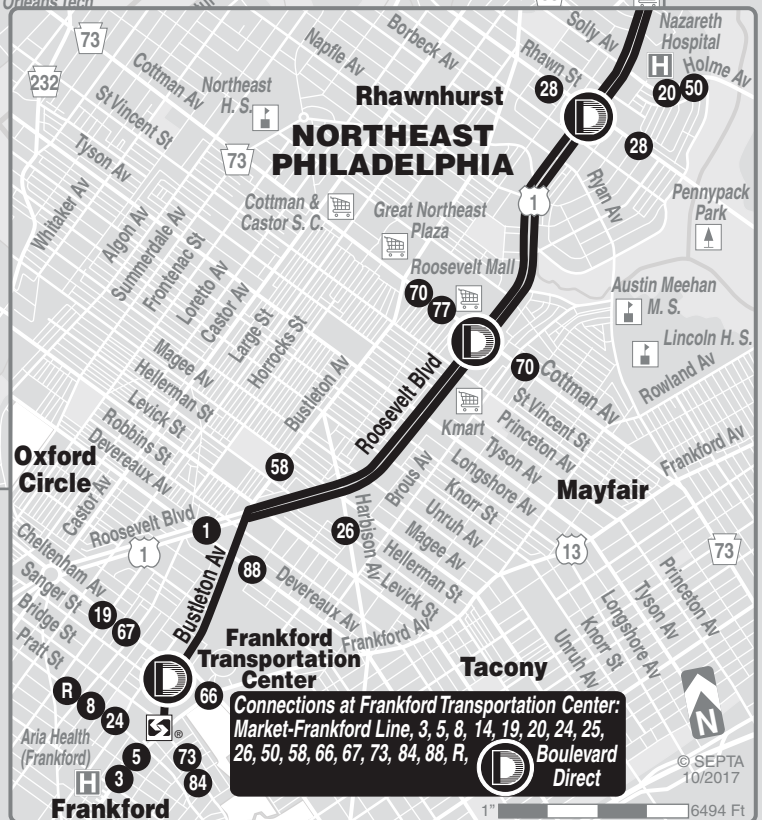 Orleans Tech
73
Solly Av
Nazareth
Hospital
H
Holme Av
Borbeck Av
Napfle Av
Rhawn St
20
50
232
Cottman Av
Northeast
H. S.
Rhawnhurst
28
D
28
St Vincent St
NORTHEAST
PHILADELPHIA
73
Tyson Av
Whitaker Av
Cottman &
Castor S. C.
Great Northeast
Plaza
1
Ryan Av
Pennypack
Park
Algon Av
Summerdale Av
Frontenac St
Loretto Av
Castor Av
Large St
Horrocks St
Roosevelt Mall
70
77
Austin Meehan
M. S.
Lincoln H. S.
D
70
Cottman Av
Rowland Av
Magee Av
Hellerman St
Levick St
Robbins St
Devereaux Av
Bustleton Av
Roosevelt Blvd
Kmart
St Vincent St
Princeton Av
Tyson Av
Longshore Av
Knorr St
Unruh Av
Magee Av
Hellerman St
Levick St
Brous Av
Frankford Av
Oxford
Circle
Castor Av
58
Mayfair
Roosevelt Blvd
1
1
26
Harbison Av
13
73
Cheltenham Av
Sanger St
Bridge St
Pratt St
Bustleton Av
88
Devereaux Av
Frankford Av
Princeton Av
Tyson Av
Longshore Av
Knorr St
Unruh Av
19
67
Frankford
Transportation
Center
Tacony
D
66
R
8
24
S
®
Aria Health
(Frankford)
H
5
3
73
84
Frankford
Connections at Frankford Transportation Center:
Market-Frankford Line, 3, 5, 8, 14, 19, 20, 24, 25,
26, 50, 58, 66, 67, 73, 84, 88, R, D Boulevard
Direct
N
© SEPTA
10/2017
1" 6494 Ft